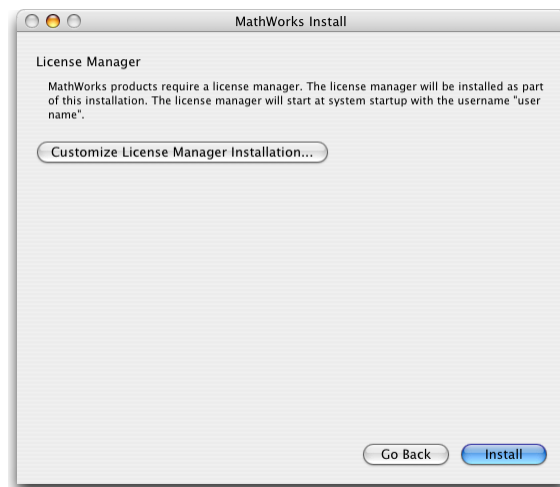 MathWorks Install
License Manager
MathWorks products require a license manager. The license manager will be installed as part
of this installation. The license manager will start at system startup with the username "user
name".
Customize License Manager Installation...
Go Back
Install